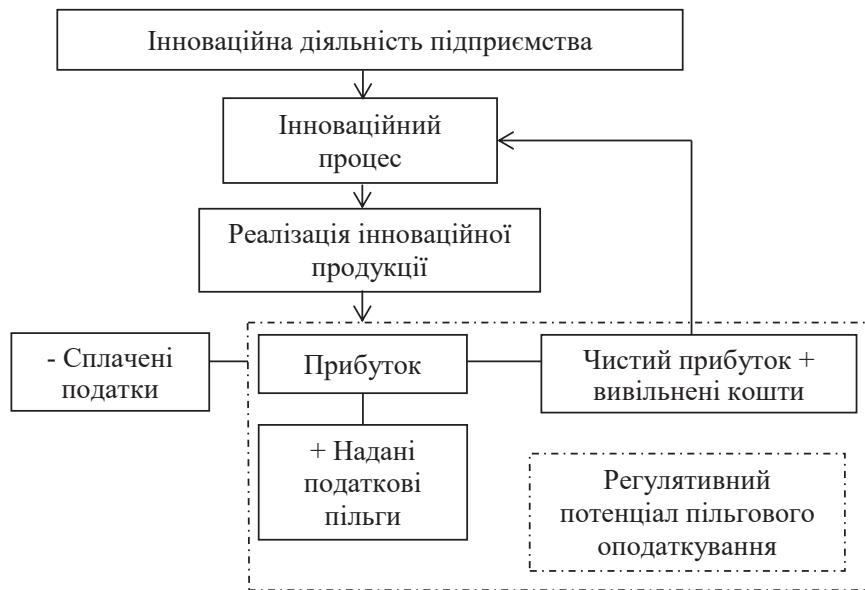 Інноваційна діяльність підприємства
Інноваційний
процес
Реалізація інноваційної
продукції
- Сплачені
податки
Прибуток
Чистий прибуток +
вивільнені кошти
+ Надані
податкові
пільги
Регулятивний
потенціал пільгового
оподаткування